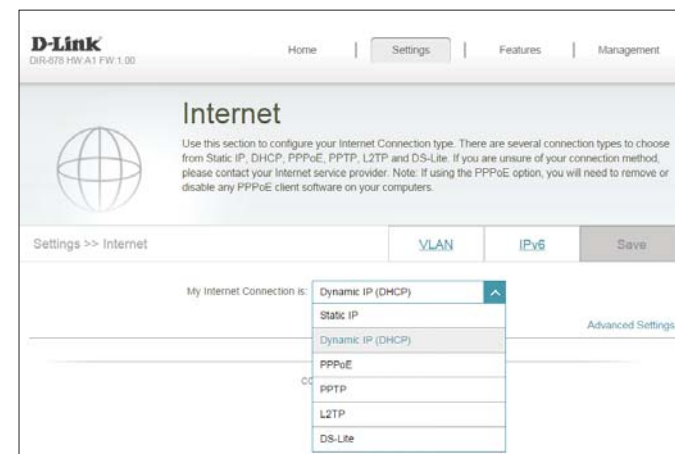 D-Link
DIR-878 HW:A1 FW:1.00
Home | Settings | Features | Management
Internet
Use this section to configure your Internet Connection type. There are several connection types to choose
from Static IP, DHCP, PPPoE, PPTP, L2TP and DS-Lite. If you are unsure of your connection method,
please contact your Internet service provider. Note: If using the PPPoE option, you will need to remove or
disable any PPPoE client software on your computers.
Settings >> Internet VLAN IPv6 Save
My Internet Connection is: Dynamic IP (DHCP)
Static IP
Advanced Settings
Dynamic IP (DHCP)
PPPoE
PPTP
L2TP
DS-Lite